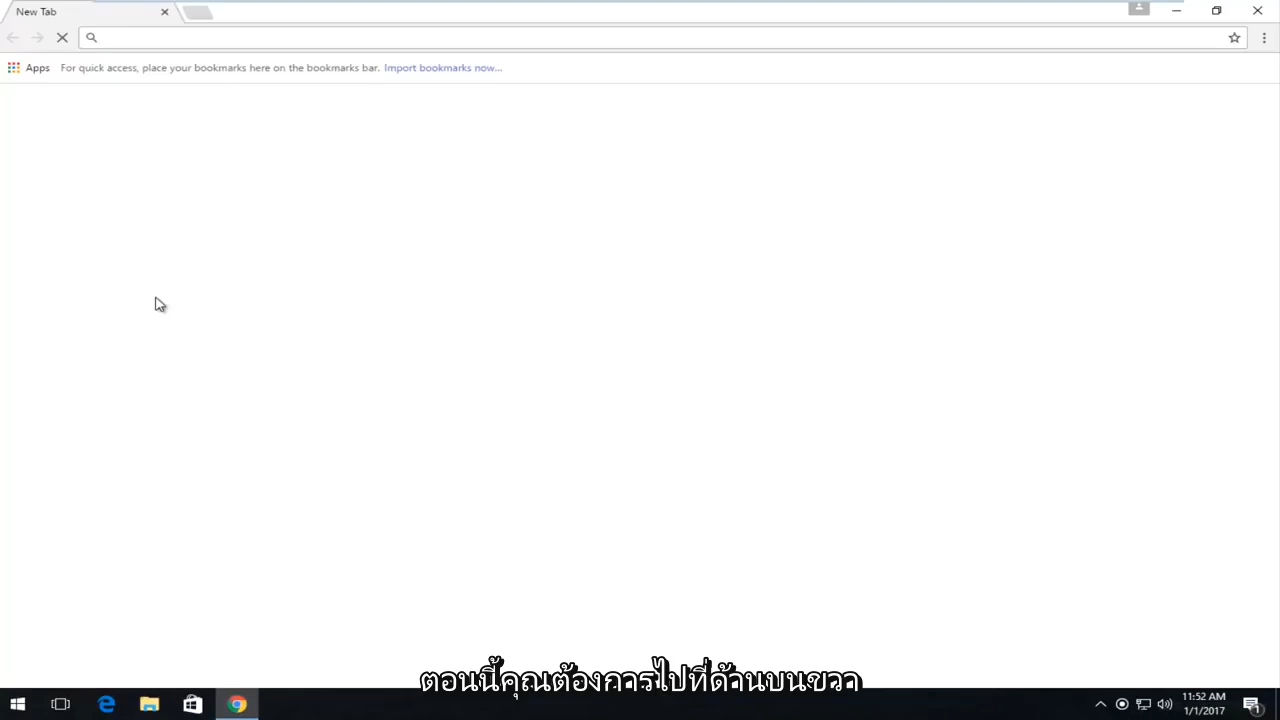 New Tab
Apps For quick access, place your bookmarks here on the bookmarks bar. Import bookmarks now...
ตอนนี้คุณต้องการไปที่ด้านบนขวา
11:52 AM
1/1/2017
1